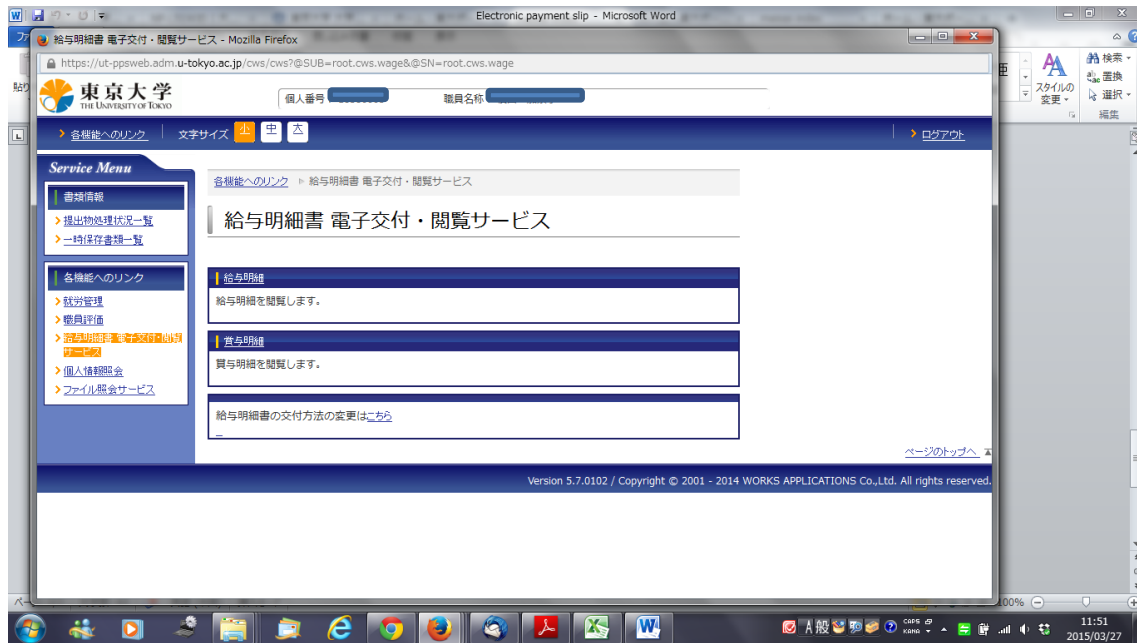 Electronic payment slip - Microsoft Word
給与明細書 電子交付・閲覧サービス - Mozilla Firefox
https://ut-ppsweb.adm.u-tokyo.ac.jp/cws/cws?@SUB=root.cws.wage&@SN=root.cws.wage
検索
置換
選択
編集
スタイルの
変更
東京大学
THE UNIVERSITY OF TOKYO
個人番号
職員名称
各機能へのリンク
文字サイズ 小 中 大
ログアウト
Service Menu
書類情報
提出物処理状況一覧
一時保存書類一覧
各機能へのリンク
就労管理
職員評価
給与明細書 電子交付・閲覧
サービス
個人情報照会
ファイル照会サービス
各機能へのリンク 給与明細書 電子交付・閲覧サービス
給与明細書 電子交付・閲覧サービス
給与明細
給与明細を閲覧します。
賞与明細
賞与明細を閲覧します。
給与明細書の交付方法の変更はこちら
ページのトップへ
Version 5.7.0102 / Copyright © 2001 - 2014 WORKS APPLICATIONS Co.,Ltd. All rights reserved.
100%
A 般
CAPS
KANA
11:51
2015/03/27